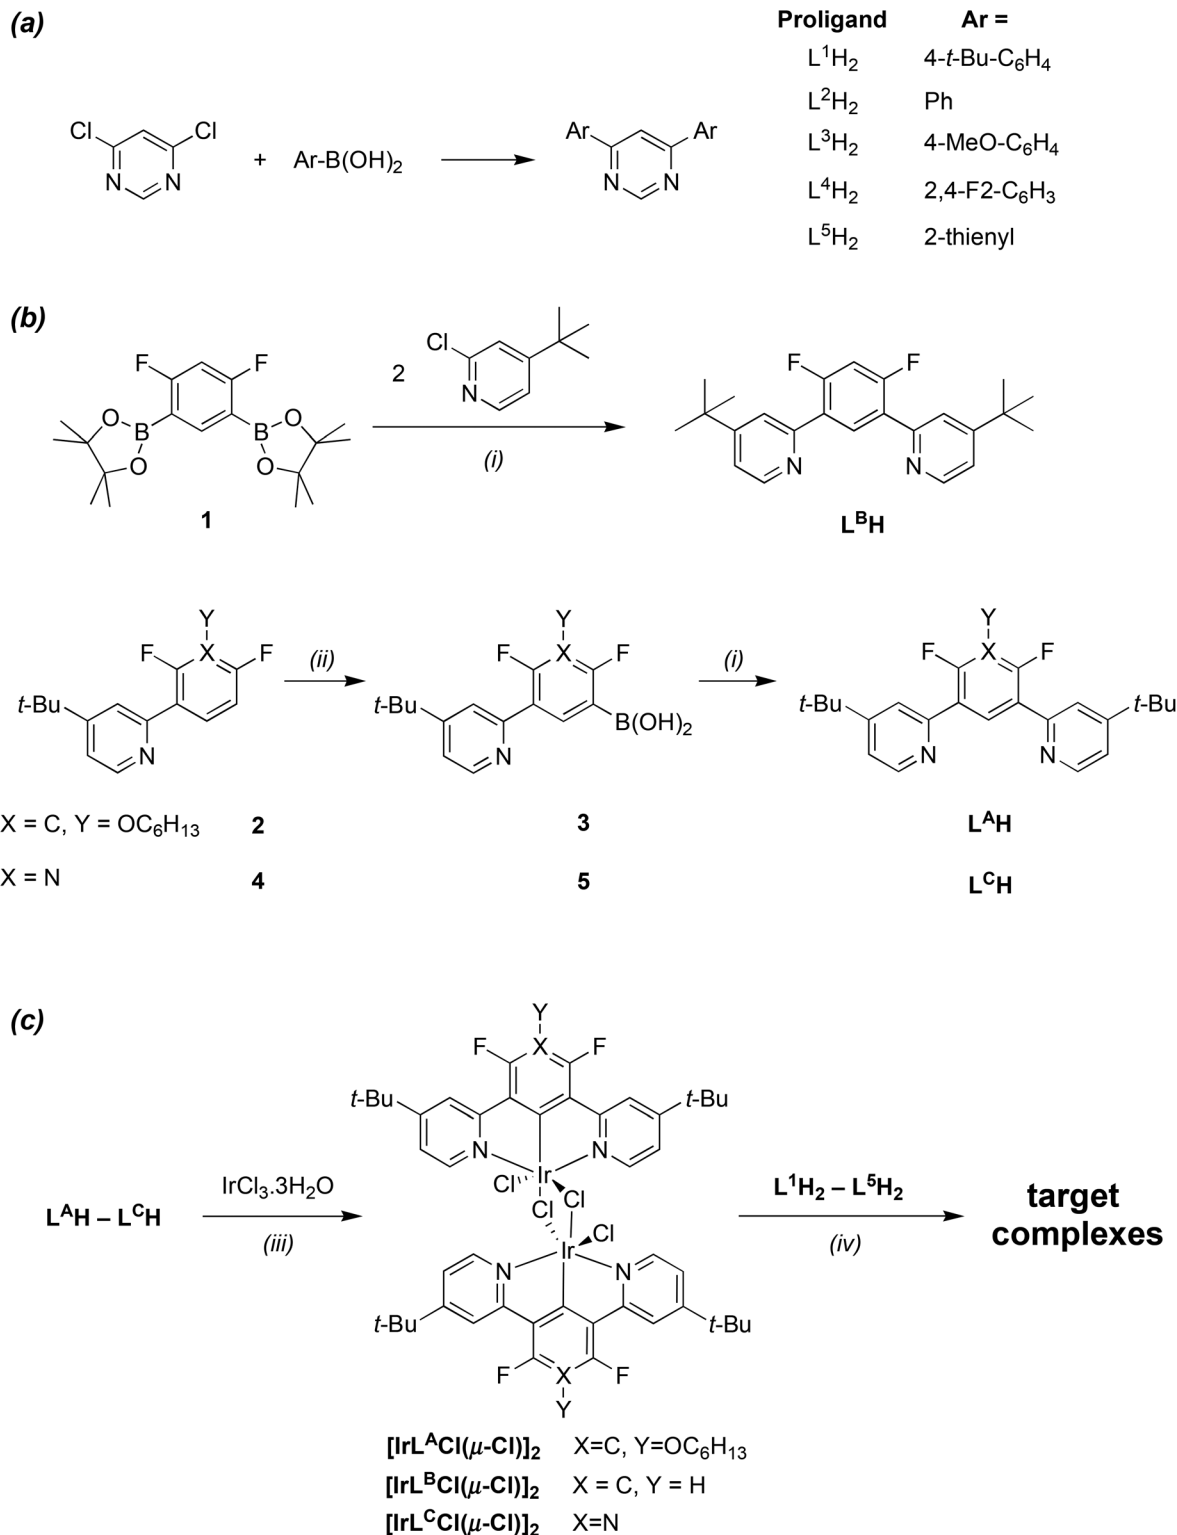 (a)
Proligand Ar =
L¹H₂ 4-t-Bu-C₆H₄
L²H₂ Ph
L³H₂ 4-MeO-C₆H₄
L⁴H₂ 2,4-F2-C₆H₃
L⁵H₂ 2-thienyl
Cl Cl
N N
+ Ar-B(OH)₂
Ar Ar
N N
(b)
F F
O B O
B O
O
1
2
Cl
N
(i)
F F
N N
LᴮH
Y
F X F
t-Bu
N
(ii)
Y
F X F
t-Bu
B(OH)₂
N
(i)
Y
F X F
t-Bu t-Bu
N N
X = C, Y = OC₆H₁₃ 2 3 LᴬH
X = N 4 5 LᶜH
(c)
Y
F X F
t-Bu t-Bu
N N
Ir
Cl Cl
Cl
Cl
Ir
N N
t-Bu t-Bu
F X F
Y
LᴬH – LᶜH
IrCl₃.3H₂O
(iii)
L¹H₂ – L⁵H₂
(iv)
target
complexes
[IrLᴬCl(μ-Cl)]₂ X=C, Y=OC₆H₁₃
[IrLᴮCl(μ-Cl)]₂ X = C, Y = H
[IrLᶜCl(μ-Cl)]₂ X=N